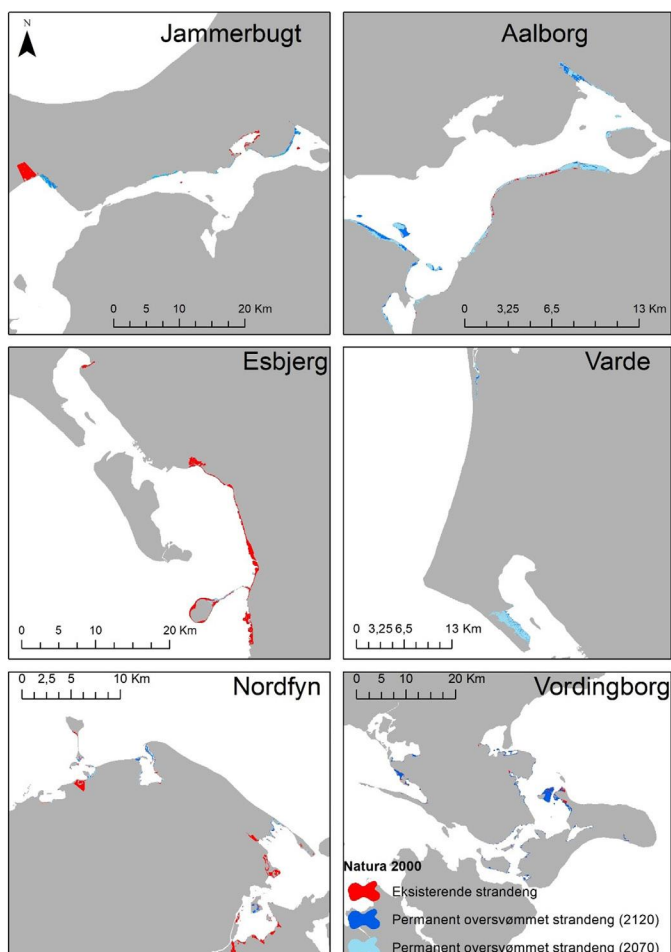 Jammerbugt
Aalborg
N
0 5 10 20 Km
0 3,25 6,5 13 Km
Esbjerg
Varde
0 5 10 20 Km
0 3,25 6,5 13 Km
0 2,5 5 10 Km
0 5 10 20 Km
Nordfyn
Vordingborg
Natura 2000
Eksisterende strandeng
Permanent oversvømmet strandeng (2120)
Permanent oversvømmet strandeng (2070)